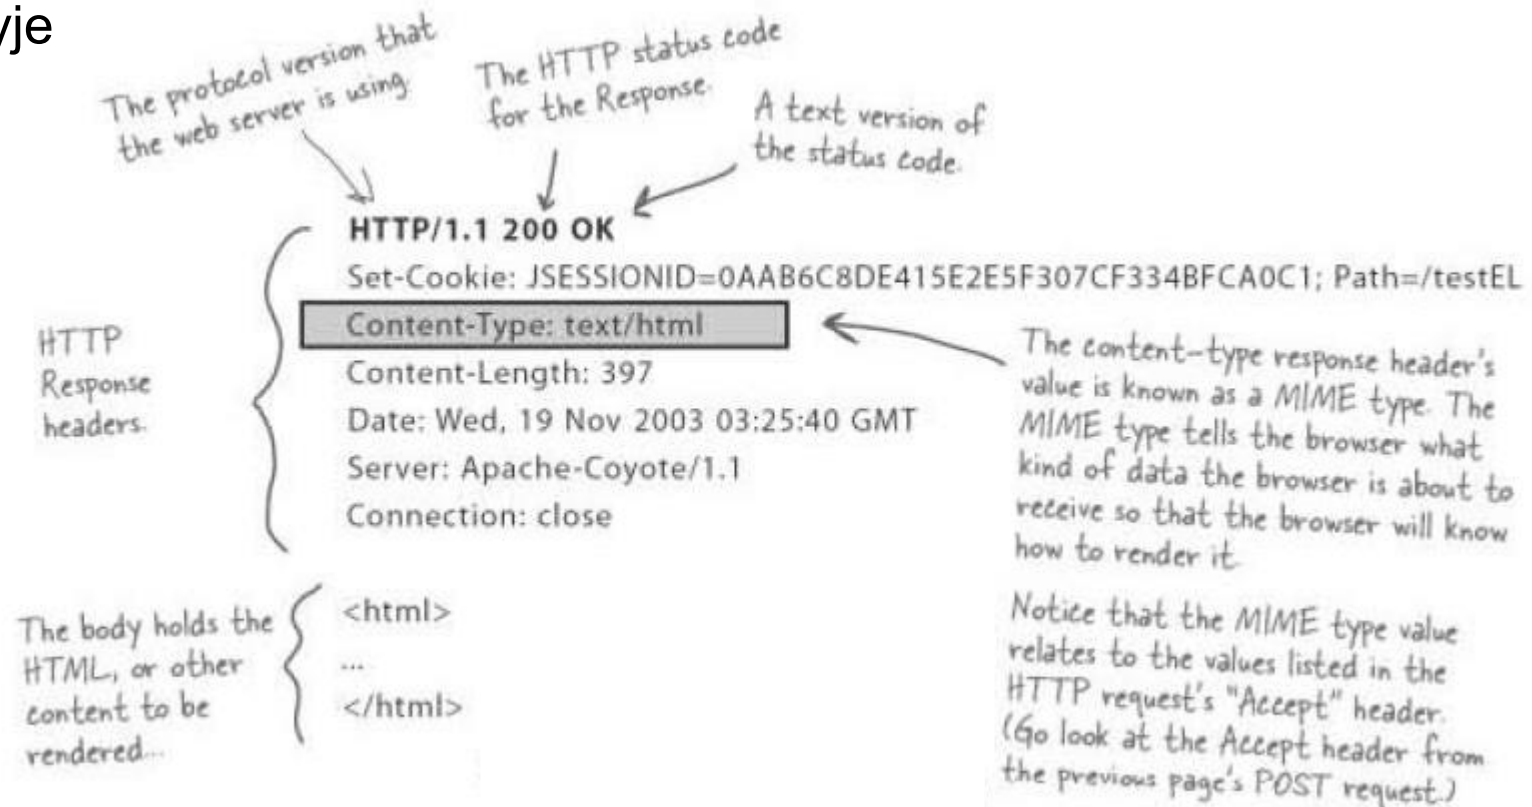 yje
The protocol version that
the web server is using.
The HTTP status code
for the Response.
A text version of
the status code.
HTTP/1.1 200 OK
Set-Cookie: JSESSIONID=0AAB6C8DE415E2E5F307CF334BFCA0C1; Path=/testEL
Content-Type: text/html
Content-Length: 397
Date: Wed, 19 Nov 2003 03:25:40 GMT
Server: Apache-Coyote/1.1
Connection: close
HTTP
Response
headers.
The content-type response header's
value is known as a MIME type. The
MIME type tells the browser what
kind of data the browser is about to
receive so that the browser will know
how to render it.
Notice that the MIME type value
relates to the values listed in the
HTTP request's "Accept" header.
(Go look at the Accept header from
the previous page's POST request.)
The body holds the
HTML, or other
content to be
rendered...
<html>
...
</html>